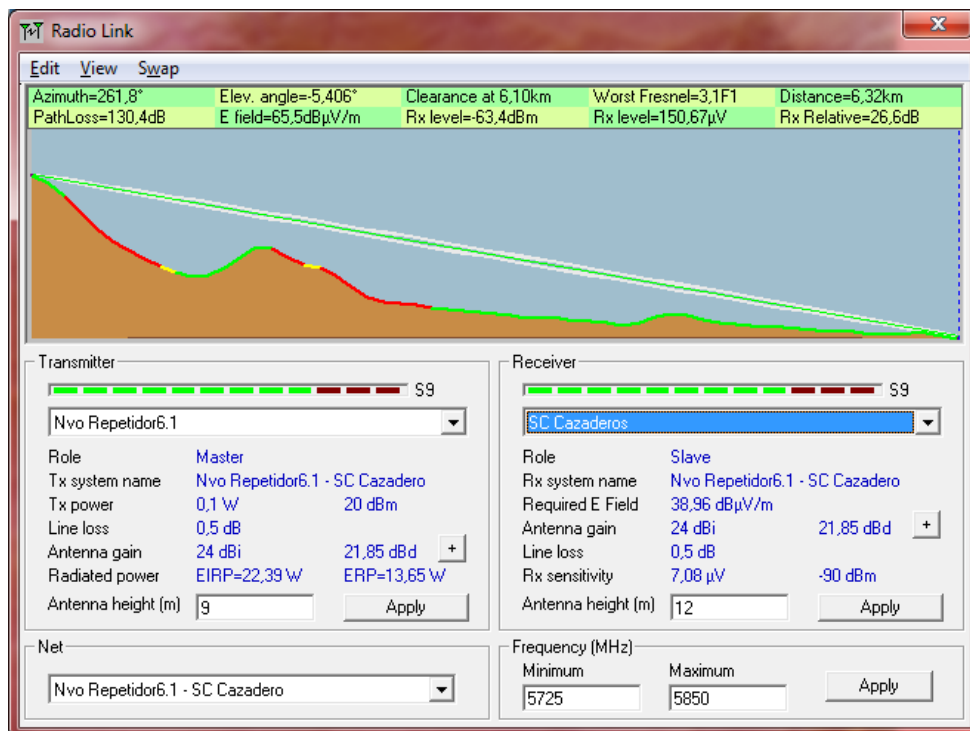 Radio Link
Edit View Swap
Azimuth=261,8° Elev. angle=-5,406° Clearance at 6,10km Worst Fresnel=3,1F1 Distance=6,32km
PathLoss=130,4dB E field=65,5dBµV/m Rx level=-63,4dBm Rx level=150,67µV Rx Relative=26,6dB
Transmitter
S9
Nvo Repetidor6.1
Role Master
Tx system name Nvo Repetidor6.1 - SC Cazadero
Tx power 0,1 W 20 dBm
Line loss 0,5 dB
Antenna gain 24 dBi 21,85 dBd +
Radiated power EIRP=22,39 W ERP=13,65 W
Antenna height (m) 9 Apply
Receiver
S9
SC Cazaderos
Role Slave
Rx system name Nvo Repetidor6.1 - SC Cazadero
Required E Field 38,96 dBµV/m
Antenna gain 24 dBi 21,85 dBd +
Line loss 0,5 dB
Rx sensitivity 7,08 µV -90 dBm
Antenna height (m) 12 Apply
Net
Nvo Repetidor6.1 - SC Cazadero
Frequency (MHz)
Minimum Maximum
5725 5850 Apply